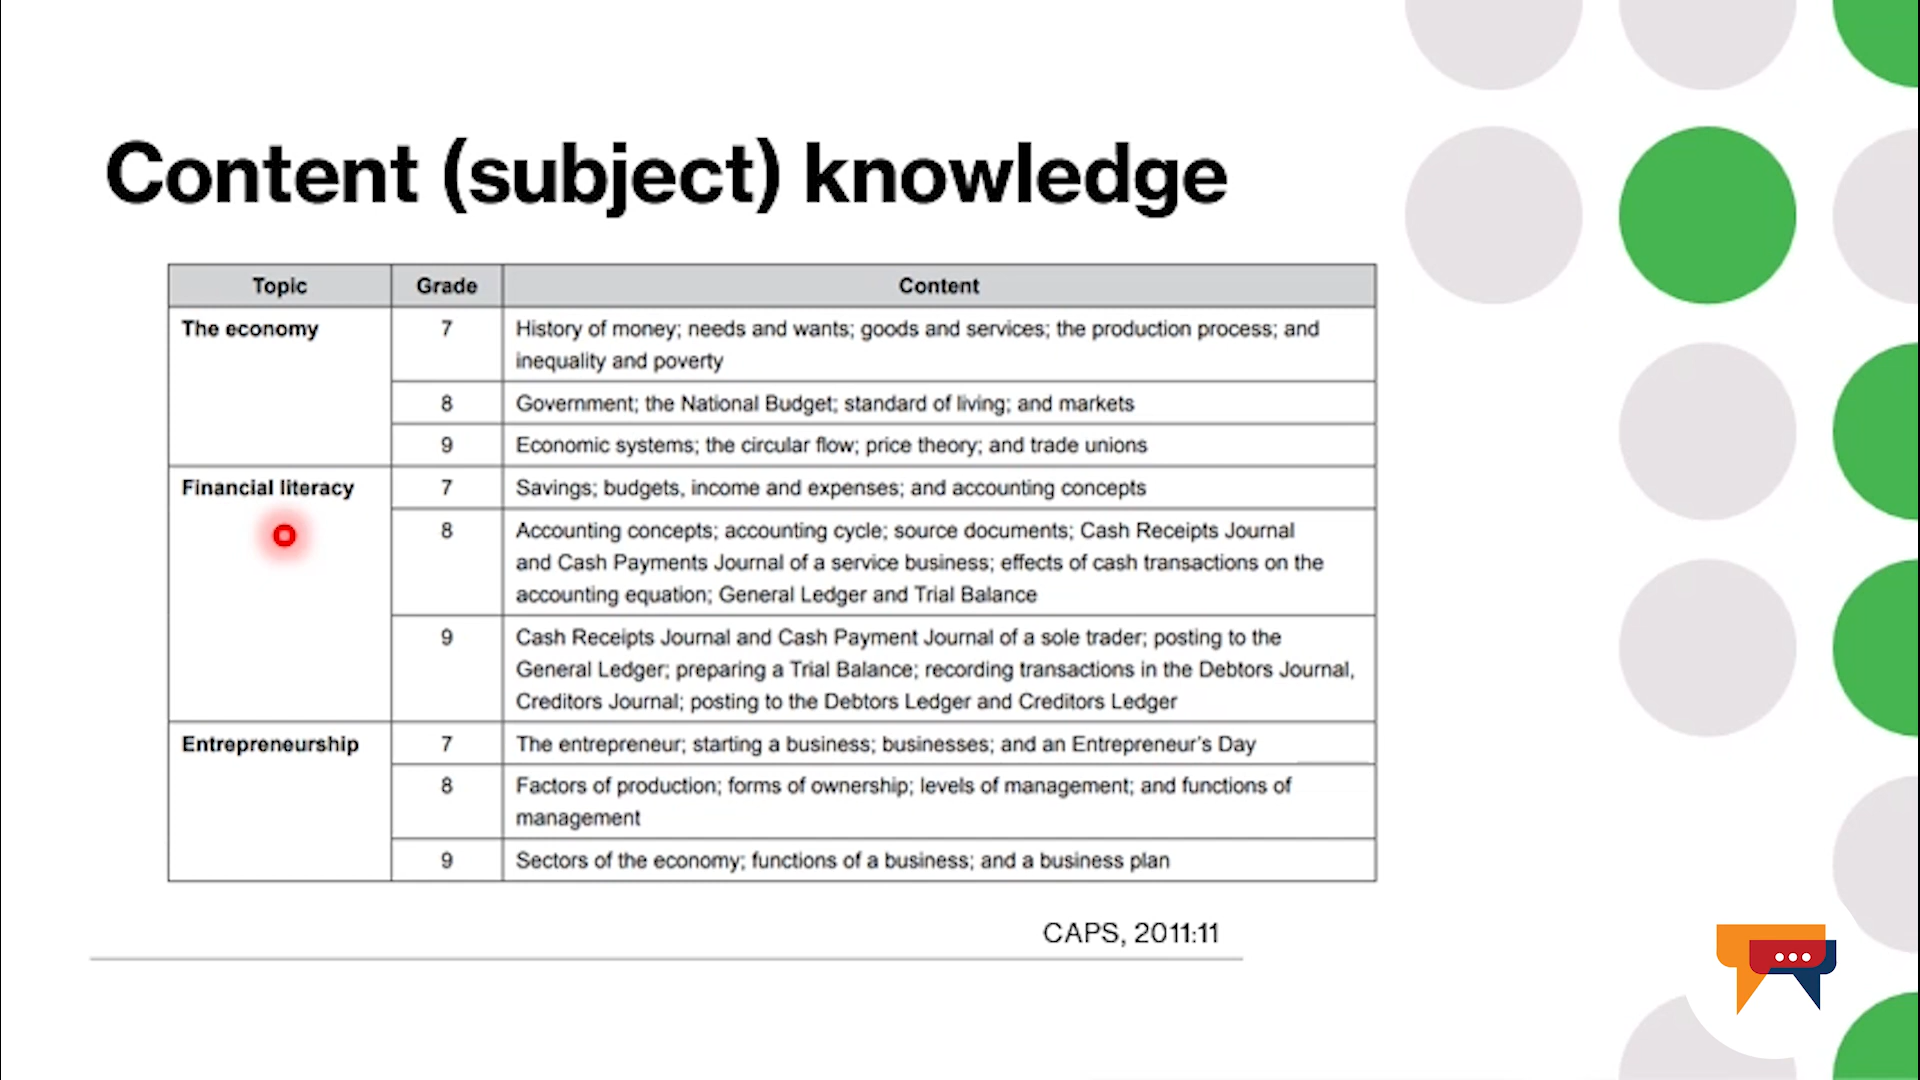 Content (subject) knowledge
Topic Grade Content
The economy 7 History of money; needs and wants; goods and services; the production process; and
inequality and poverty
8 Government; the National Budget; standard of living; and markets
9 Economic systems; the circular flow; price theory; and trade unions
Financial literacy 7 Savings; budgets, income and expenses; and accounting concepts
8 Accounting concepts; accounting cycle; source documents; Cash Receipts Journal
and Cash Payments Journal of a service business; effects of cash transactions on the
accounting equation; General Ledger and Trial Balance
9 Cash Receipts Journal and Cash Payment Journal of a sole trader; posting to the
General Ledger; preparing a Trial Balance; recording transactions in the Debtors Journal,
Creditors Journal; posting to the Debtors Ledger and Creditors Ledger
Entrepreneurship 7 The entrepreneur; starting a business; businesses; and an Entrepreneur's Day
8 Factors of production; forms of ownership; levels of management; and functions of
management
9 Sectors of the economy; functions of a business; and a business plan
CAPS, 2011:11